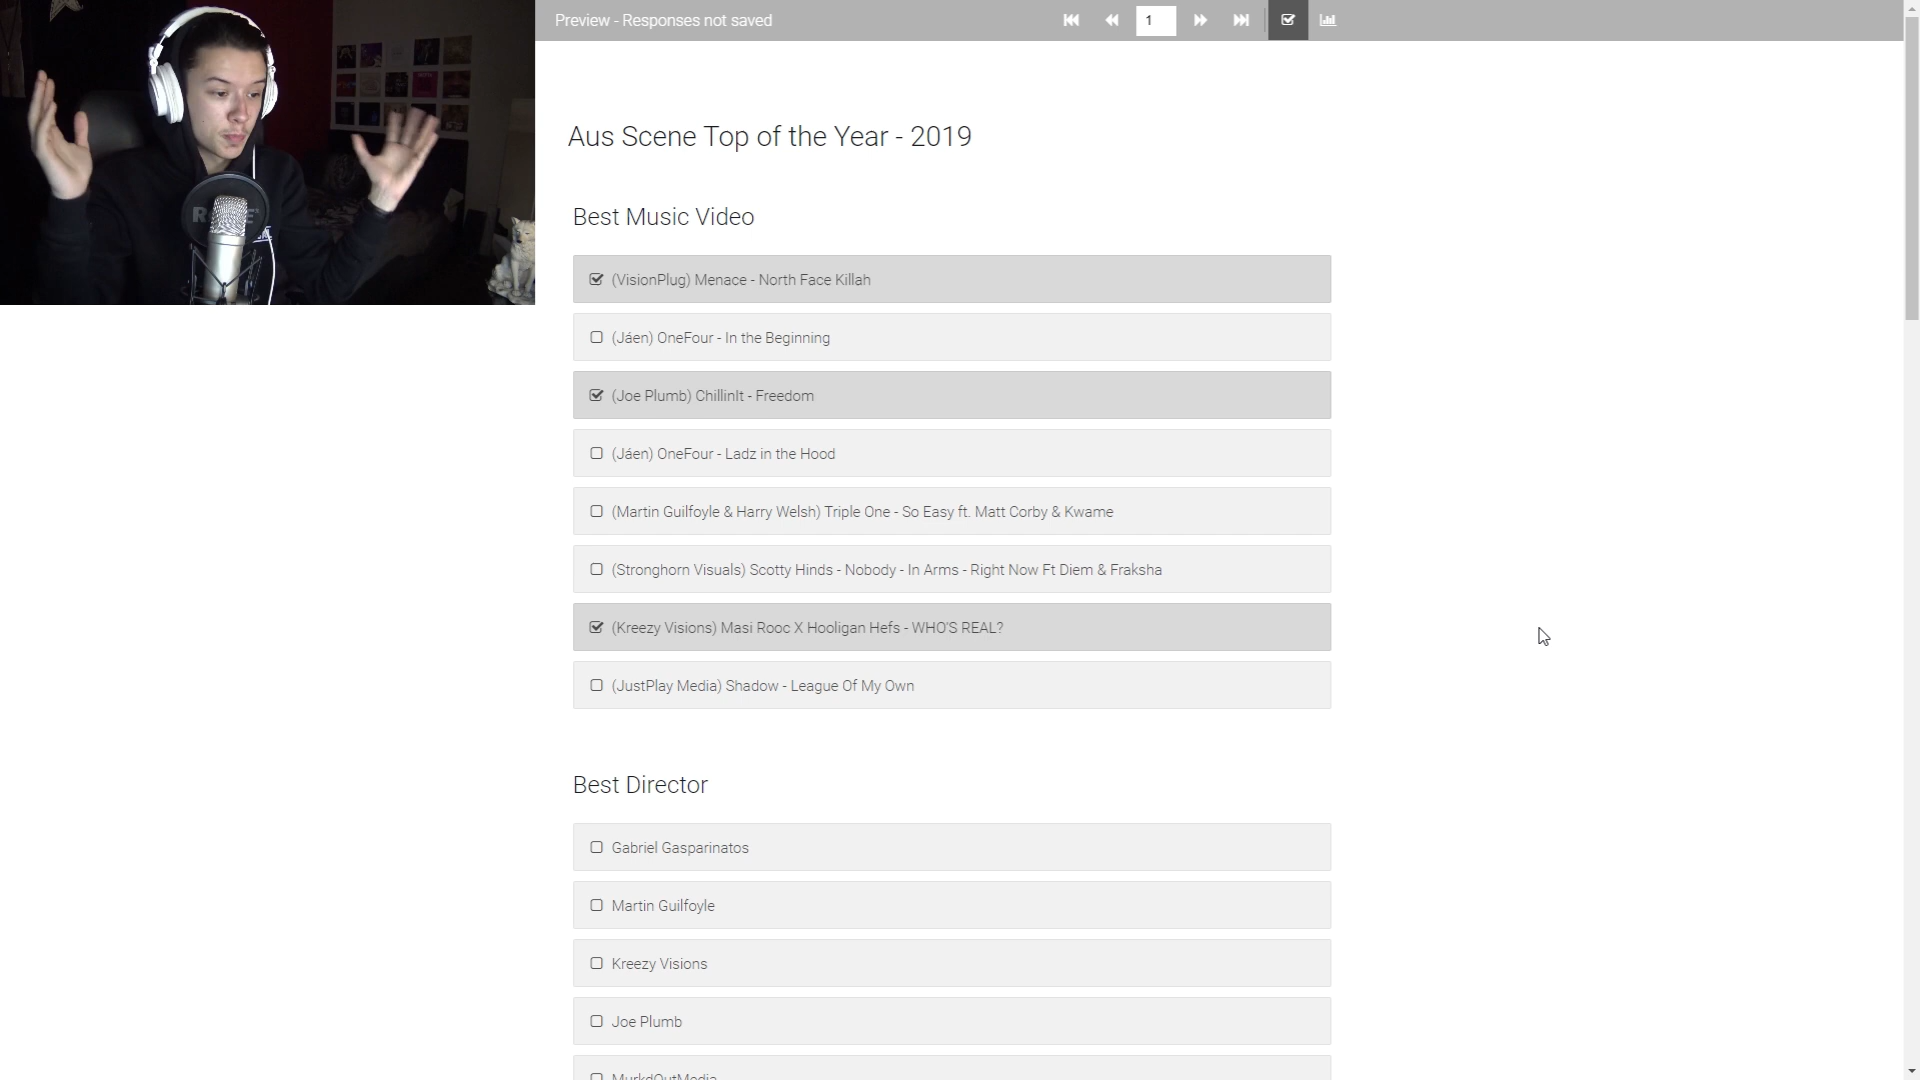 Preview - Responses not saved
1
Aus Scene Top of the Year - 2019
Best Music Video
(VisionPlug) Menace - North Face Killah
(Jáen) OneFour - In the Beginning
(Joe Plumb) ChillinIt - Freedom
(Jáen) OneFour - Ladz in the Hood
(Martin Guilfoyle & Harry Welsh) Triple One - So Easy ft. Matt Corby & Kwame
(Stronghorn Visuals) Scotty Hinds - Nobody - In Arms - Right Now Ft Diem & Fraksha
(Kreezy Visions) Masi Rooc X Hooligan Hefs - WHO'S REAL?
(JustPlay Media) Shadow - League Of My Own
Best Director
Gabriel Gasparinatos
Martin Guilfoyle
Kreezy Visions
Joe Plumb
MurkdOutMedia